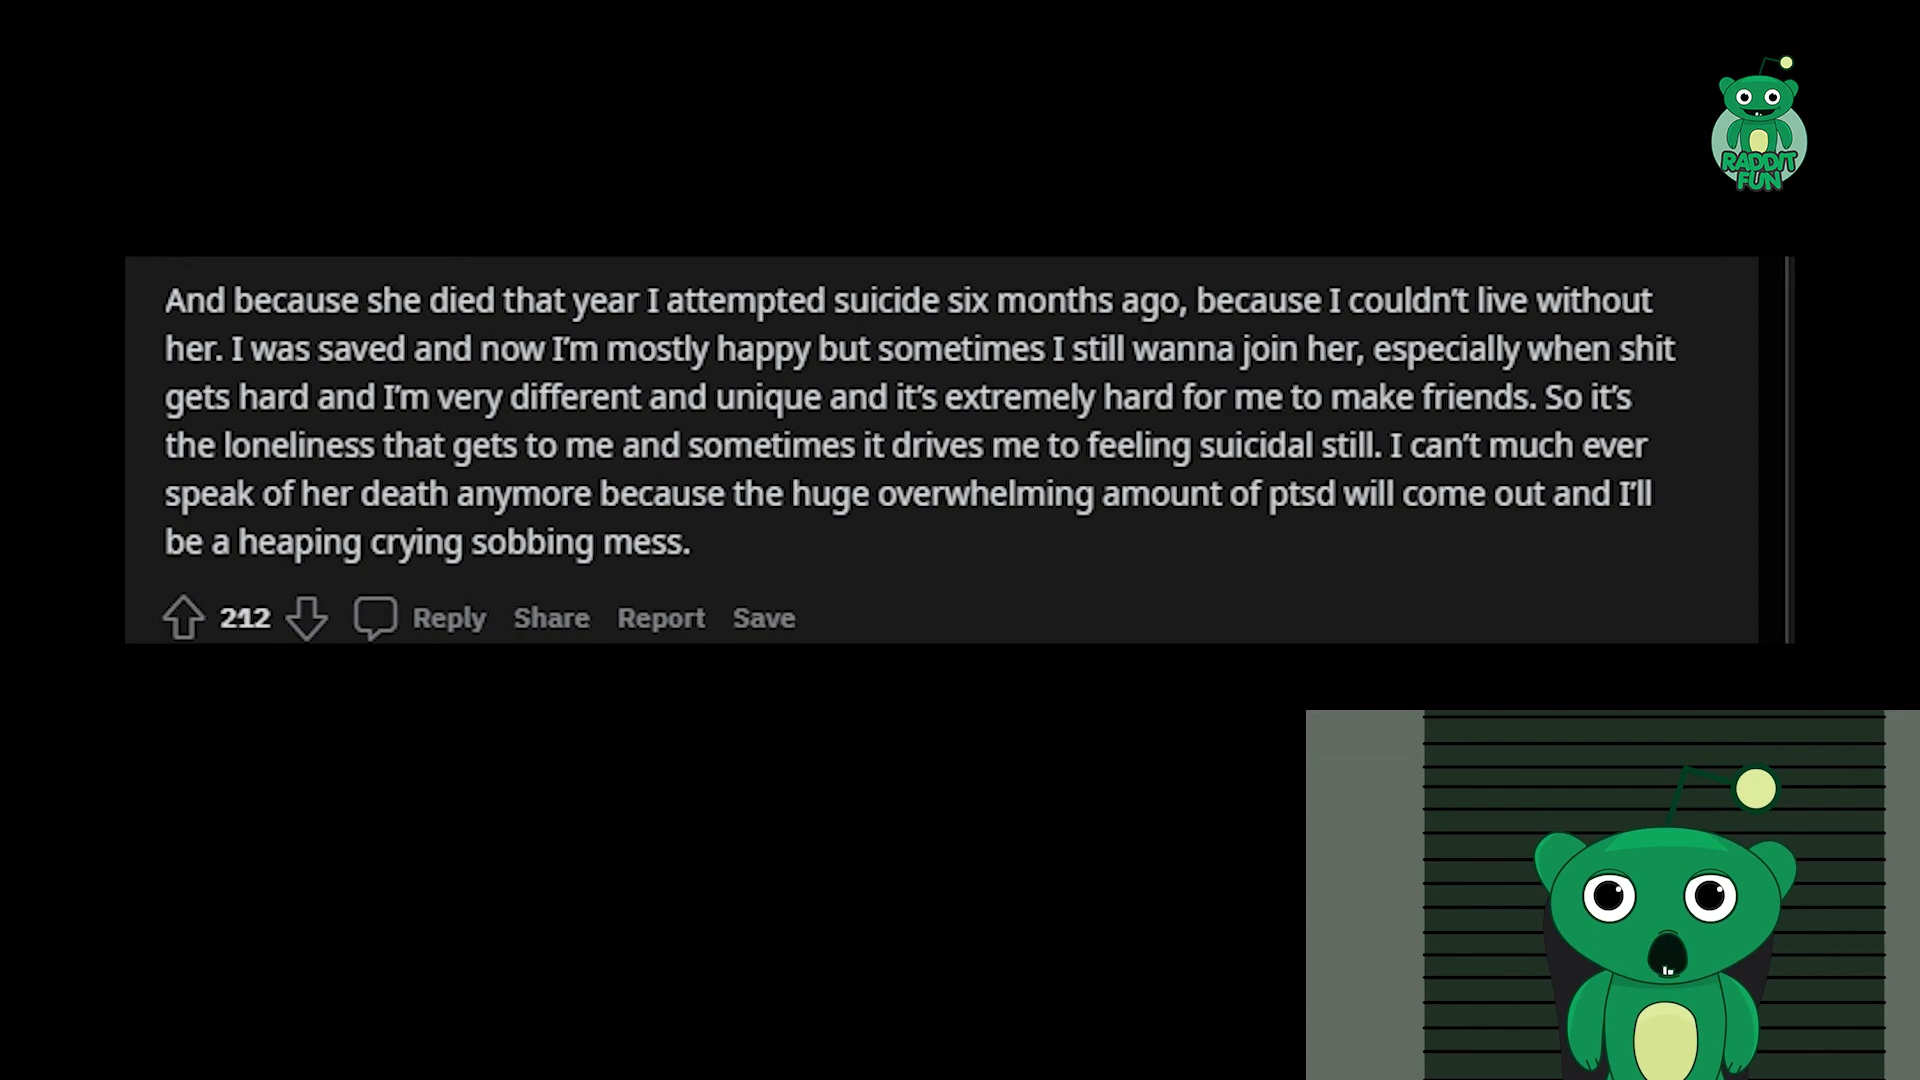 RADDIT
FUN
And because she died that year I attempted suicide six months ago, because I couldn’t live without
her. I was saved and now I’m mostly happy but sometimes I still wanna join her, especially when shit
gets hard and I’m very different and unique and it’s extremely hard for me to make friends. So it’s
the loneliness that gets to me and sometimes it drives me to feeling suicidal still. I can’t much ever
speak of her death anymore because the huge overwhelming amount of ptsd will come out and I’ll
be a heaping crying sobbing mess.
212 Reply Share Report Save